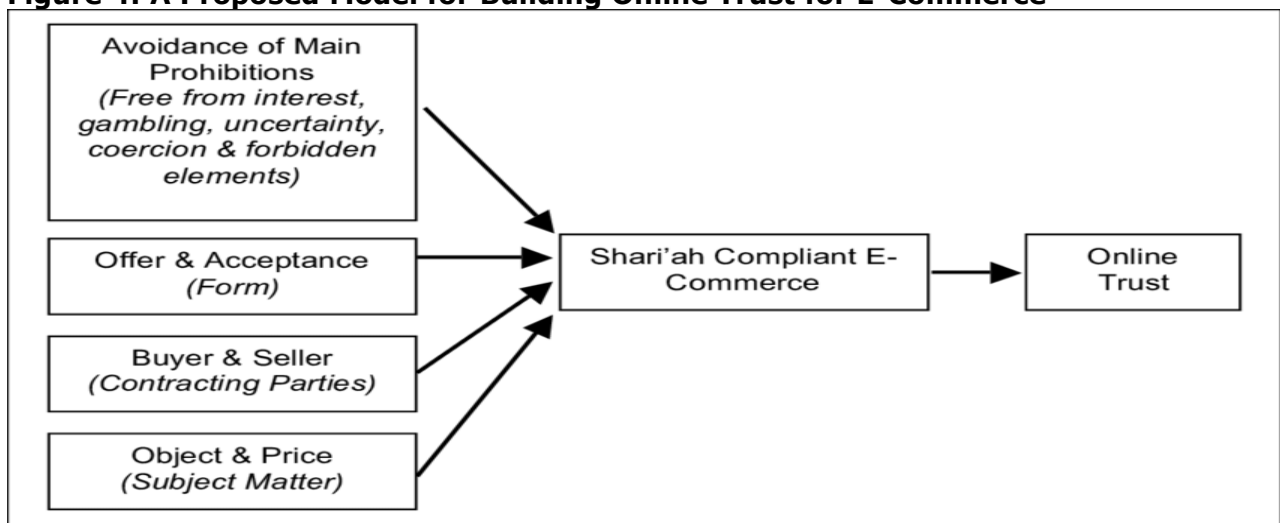 Figure 4: A Proposed Model for Building Online Trust for E-Commerce
Avoidance of Main
Prohibitions
(Free from interest,
gambling, uncertainty,
coercion & forbidden
elements)
Offer & Acceptance
(Form)
Buyer & Seller
(Contracting Parties)
Object & Price
(Subject Matter)
Shari'ah Compliant E-
Commerce
Online
Trust